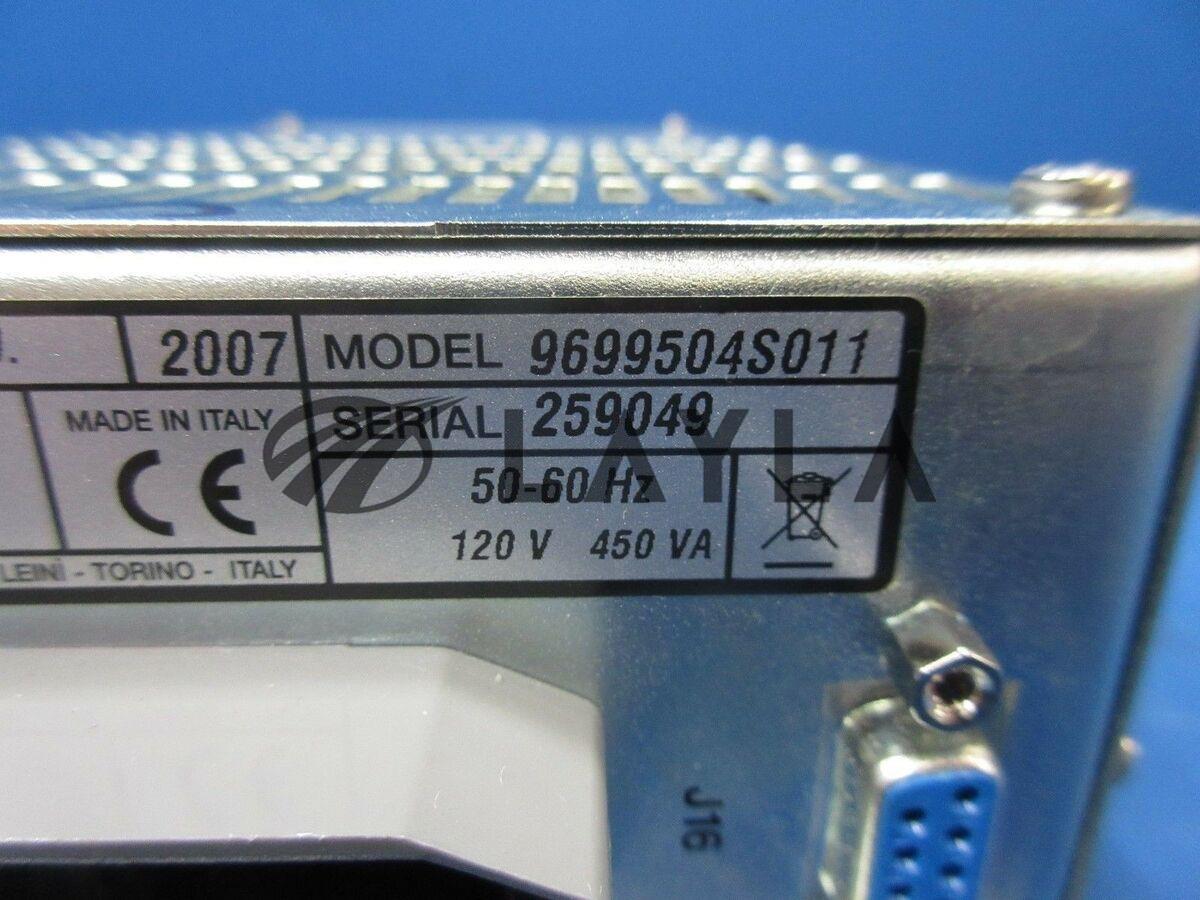 2007 MODEL 9699504S011
MADE IN ITALY SERIAL 259049
CE
50-60 Hz
120 V 450 VA
LEINÌ - TORINO - ITALY
LAYLA
J16